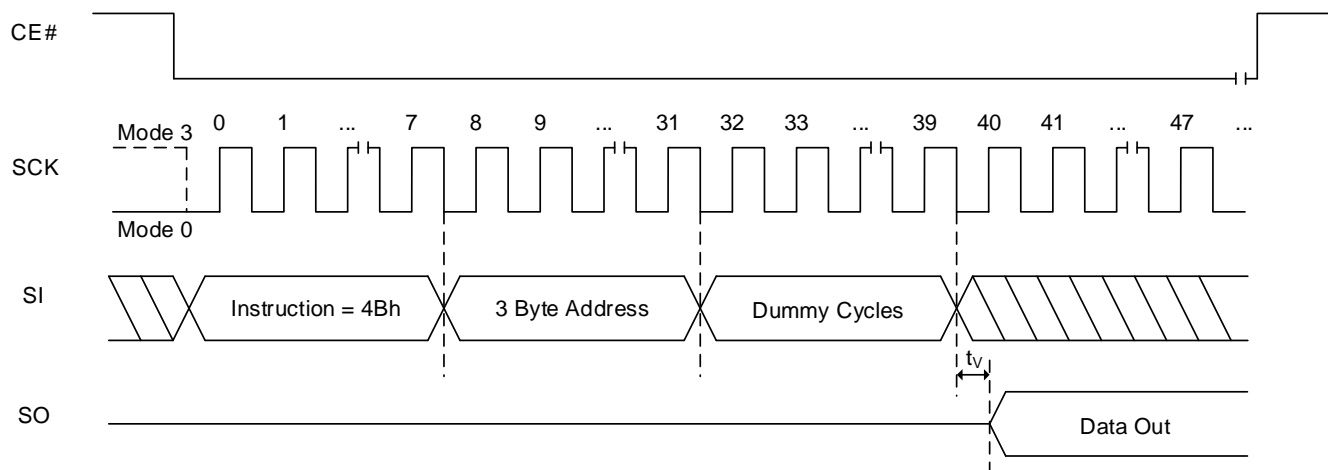 CE#
0 1 ... 7 8 9 ... 31 32 33 ... 39 40 41 ... 47 ...
Mode 3
SCK
Mode 0
SI
Instruction = 4Bh
3 Byte Address
Dummy Cycles
tV
SO
Data Out